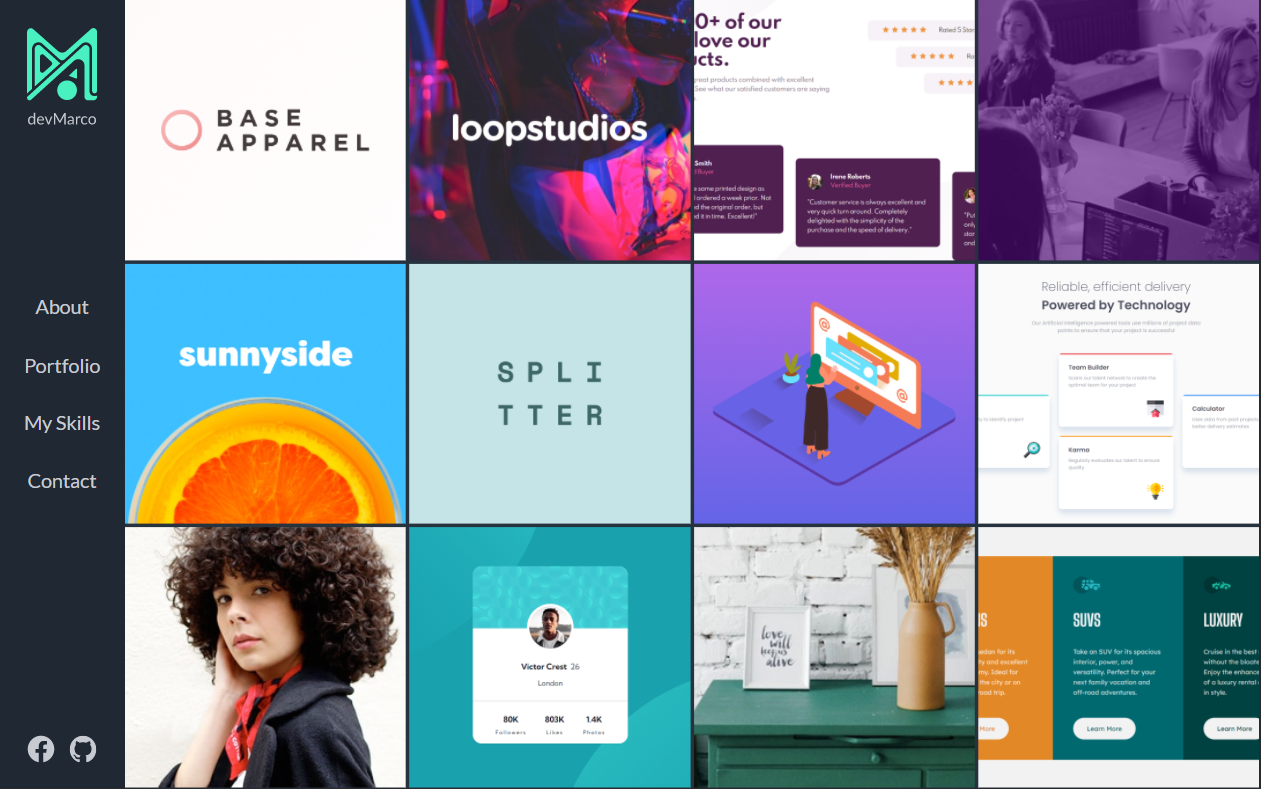 devMarco
About
Portfolio
My Skills
Contact
BASE
APPAREL
loopstudios
0+ of our
love our
ucts.
great products combined with excellent
See what our satisfied customers are saying
Rated 5 Star
Smith
Buyer
e same printed design as
ordered a week prior. Not
d the original order, but
d it in time. Excellent!"
Irene Roberts
Verified Buyer
"Customer service is always excellent and
very quick turn around. Completely
delighted with the simplicity of the
purchase and the speed of delivery."
sunnyside
SPLI
TTER
Reliable, efficient delivery
Powered by Technology
Our Artificial Intelligence powered tools use millions of project data
points to ensure that your project is successful
Team Builder
Scans our talent network to create the
optimal team for your project
to identify project
Karma
Regularly evaluates our talent to ensure
quality
Calculator
Uses data from past projects
better delivery estimates
Victor Crest 26
London
80K 803K 1.4K
Followers Likes Photos
love
will
keep us
alive
sedan for its
ty and excellent
my. Ideal for
the city or on
road trip.
More
SUVS
Take an SUV for its spacious
interior, power, and
versatility. Perfect for your
next family vacation and
off-road adventures.
Learn More
LUXURY
Cruise in the best
without the bloate
Enjoy the enhance
of a luxury rental
in style.
Learn More